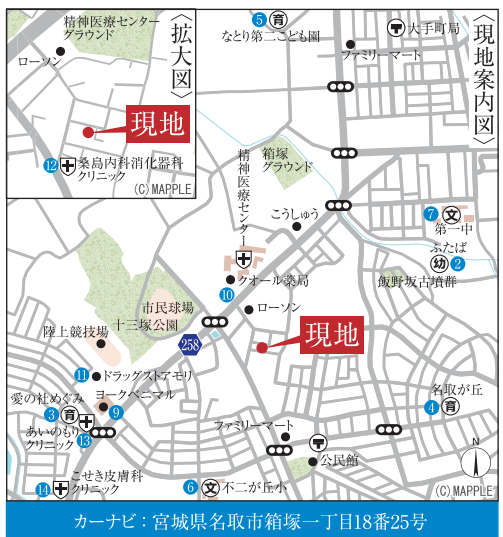 〈拡大図〉
精神医療センター
グラウンド
ローソン
現地
12
桑島内科消化器科
クリニック
(C)MAPPLE
〈現地案内図〉
5
育
なとり第二こども園
大手町局
ファミリーマート
箱塚
グラウンド
精神医療センター
こうしゅう
7
文
第一中
ふたば
幼
2
飯野坂古墳群
10
クオール薬局
ローソン
市民球場
十三塚公園
258
現地
陸上競技場
11
ドラッグストアモリ
ヨークベニマル
9
愛の杜めぐみ
3
育
あいのもり
クリニック
13
名取が丘
4
育
ファミリーマート
公民館
こせき皮膚科
クリニック
14
6
文
不二が丘小
N
(C)MAPPLE
カーナビ：宮城県名取市箱塚一丁目18番25号